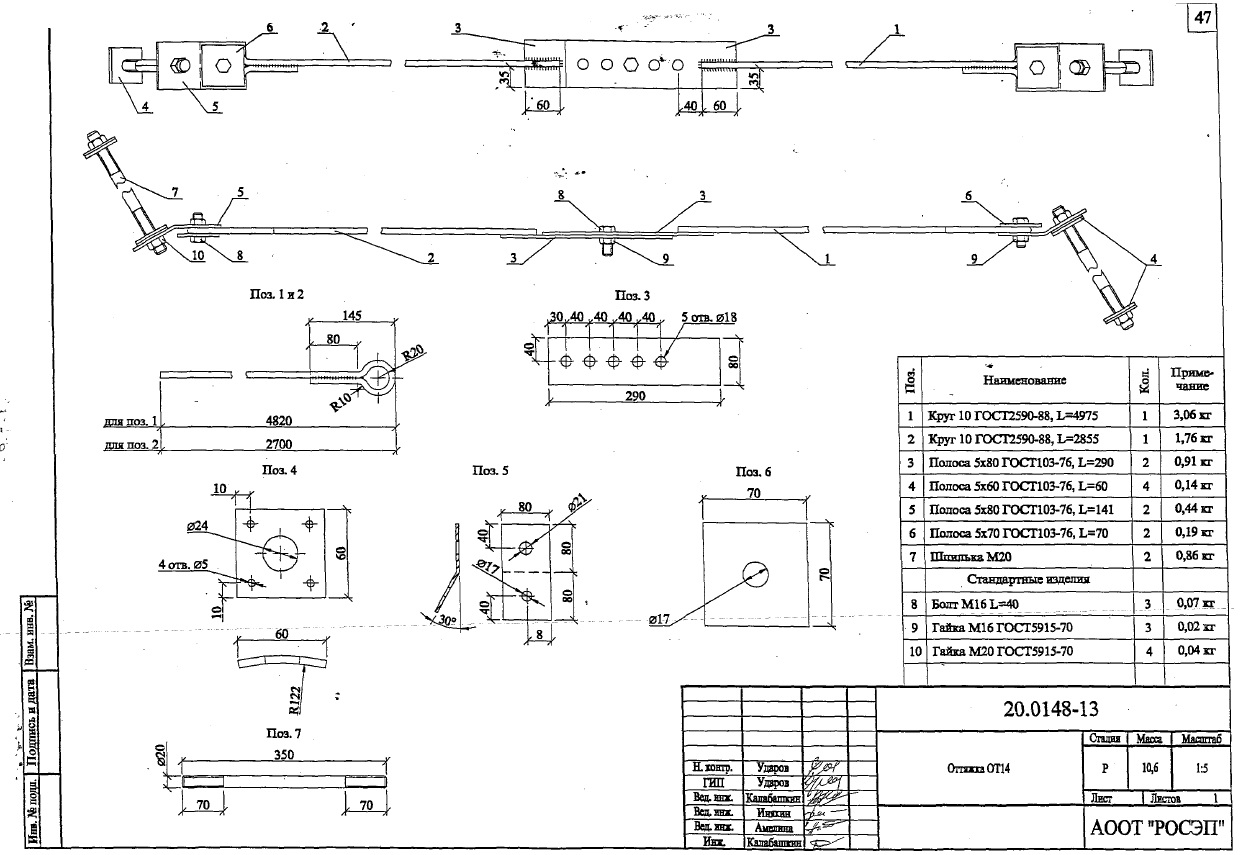 47
6 2 3 3 1
35 35
4 5 60 40 60
7 5 8 3 6
10 8 2 3 9 1 9 4
Поз. 1 и 2
145
80
R20
R10
для поз. 1 4820
для поз. 2 2700
Поз. 3
30 40 40 40 40 5 отв. ⌀18
40 80
290
Поз. 4
10
⌀24
60
4 отв. ⌀5
10
60
R122
Поз. 5
80 ⌀21
40 80
⌀17
40 80
30° 8
Поз. 6
70
70
⌀17
Поз. 7
350
⌀20
70 70
Поз. Наименование Кол. Приме-
чание
1 Круг 10 ГОСТ2590-88, L=4975 1 3,06 кг
2 Круг 10 ГОСТ2590-88, L=2855 1 1,76 кг
3 Полоса 5х80 ГОСТ103-76, L=290 2 0,91 кг
4 Полоса 5х60 ГОСТ103-76, L=60 4 0,14 кг
5 Полоса 5х80 ГОСТ103-76, L=141 2 0,44 кг
6 Полоса 5х70 ГОСТ103-76, L=70 2 0,19 кг
7 Шпилька М20 2 0,86 кг
Стандартные изделия
8 Болт М16 L=40 3 0,07 кг
9 Гайка М16 ГОСТ5915-70 3 0,02 кг
10 Гайка М20 ГОСТ5915-70 4 0,04 кг
20.0148-13
Стадия Масса Масштаб
Оттяжка ОТ14 Р 10,6 1:5
Лист Листов 1
АООТ "РОСЭП"
Н. контр. Ударов
ГИП Ударов
Вед. инж. Калабашкин
Вед. инж. Иняхин
Вед. инж. Амелина
Инж. Калабашкин
Взам. инв. №
Подпись и дата
Инв. № подл.